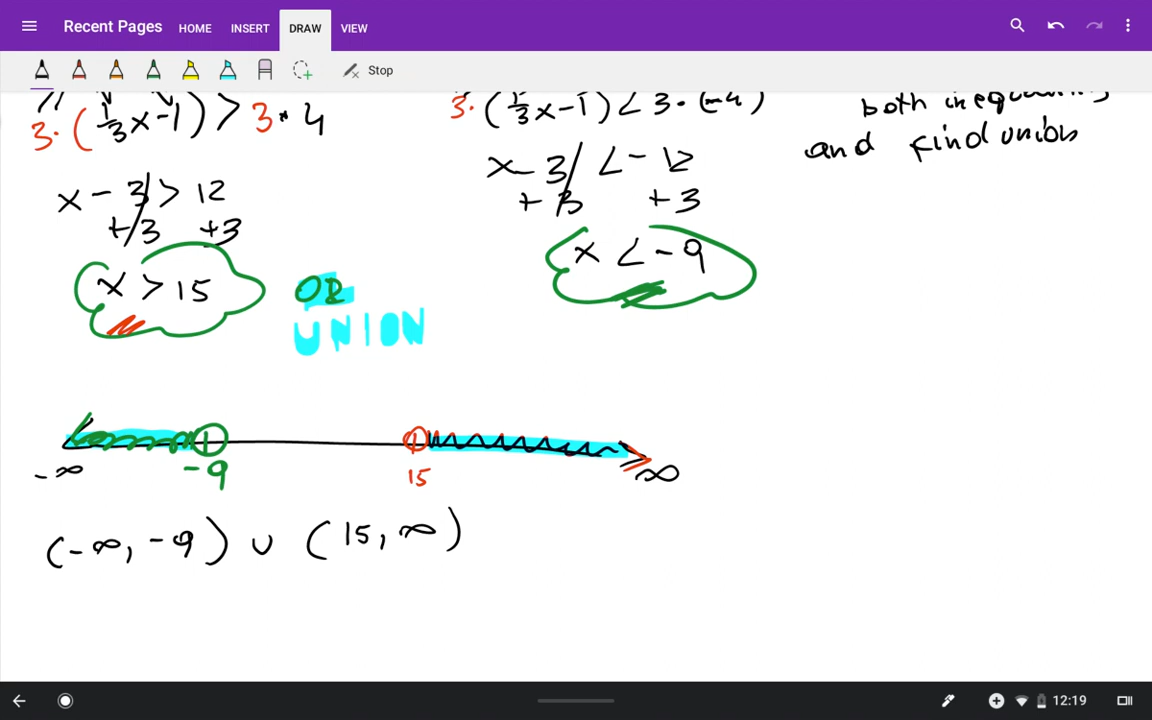 Recent Pages HOME INSERT DRAW VIEW
Stop
3·(⅓x-1) > 3·4
x - 3 > 12
+3 +3
x > 15
OR
UNION
3·(⅓x-1) < 3·(-4)
x - 3 < -12
+3 +3
x < -9
both
and find union
-∞ -9 15 ∞
(-∞, -9) ∪ (15, ∞)
12:19